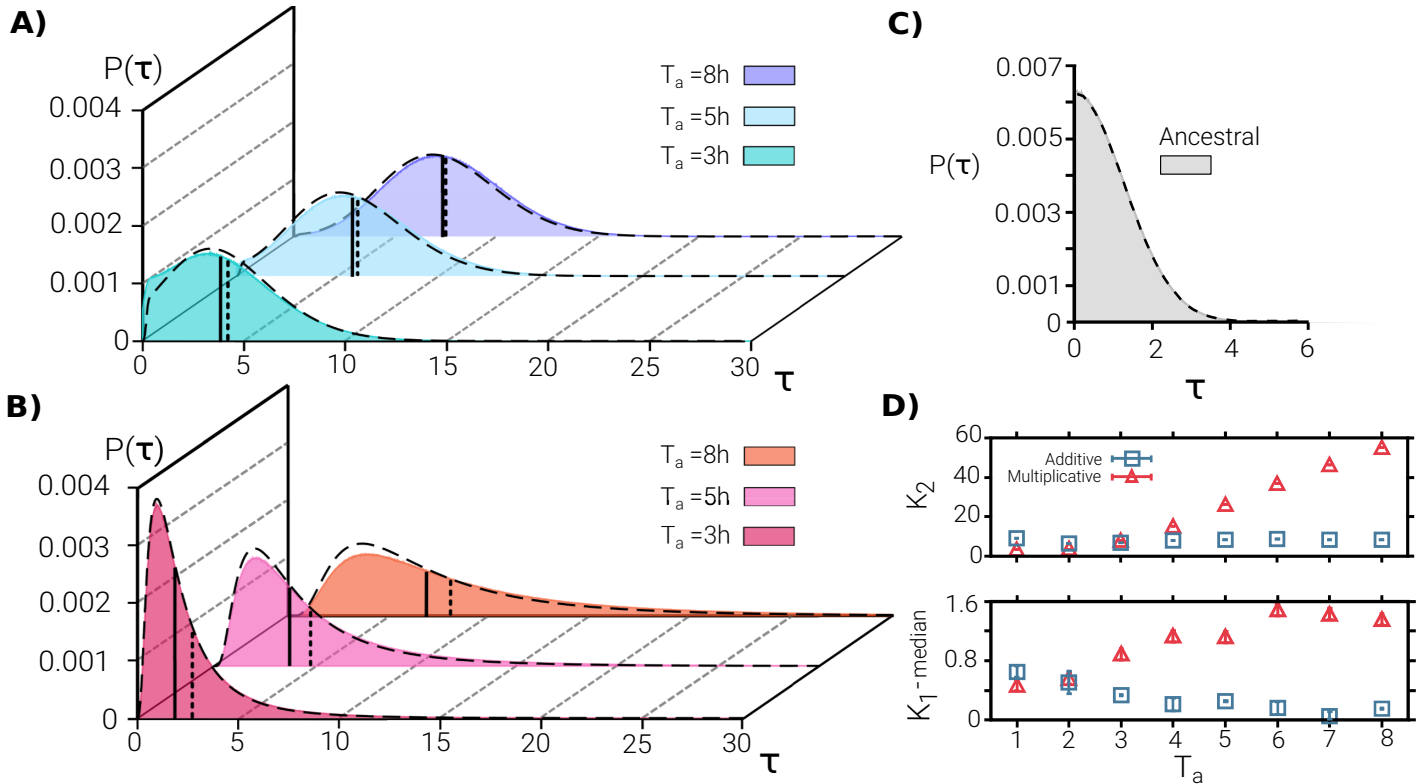 A)
P(τ)
0.004
0.003
0.002
0.001
0
0
5
10
15
20
25
30
τ
T_a =8h
T_a =5h
T_a =3h
B)
P(τ)
0.004
0.003
0.002
0.001
0
0
5
10
15
20
25
30
τ
T_a =8h
T_a =5h
T_a =3h
C)
P(τ)
0.007
0.005
0.003
0.001
0
0
2
4
6
τ
Ancestral
D)
K_2
60
40
20
0
Additive
Multiplicative
K_1 - median
1.6
0.8
0
1
2
3
4
5
6
7
8
T_a